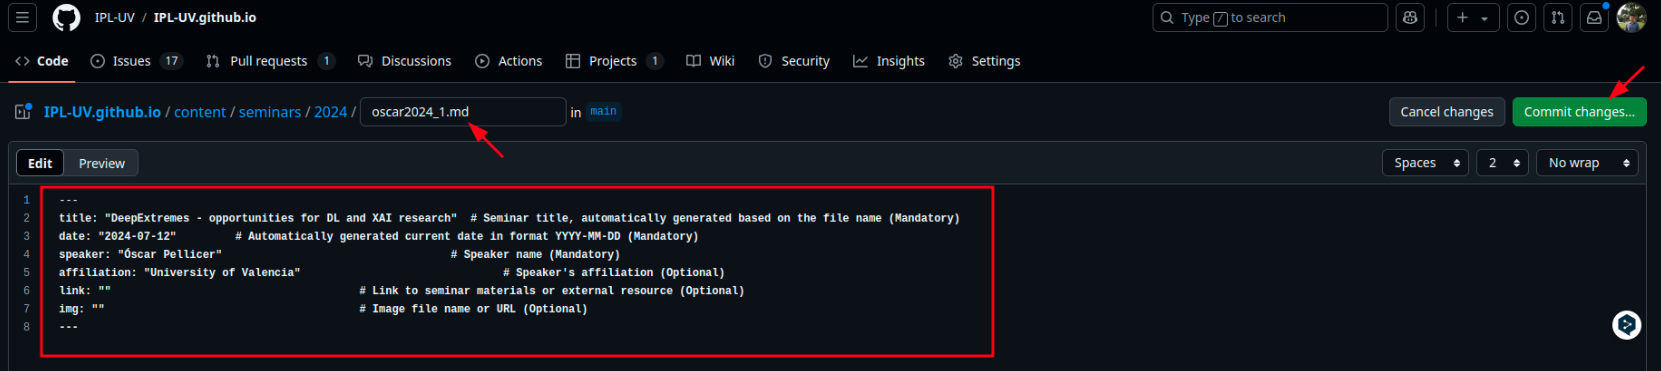 IPL-UV / IPL-UV.github.io
Type / to search
Code Issues 17 Pull requests 1 Discussions Actions Projects 1 Wiki Security Insights Settings
IPL-UV.github.io / content / seminars / 2024 / oscar2024_1.md in main
Cancel changes Commit changes...
Edit Preview
Spaces 2 No wrap
1 ---
2 title: "DeepExtremes - opportunities for DL and XAI research" # Seminar title, automatically generated based on the file name (Mandatory)
3 date: "2024-07-12" # Automatically generated current date in format YYYY-MM-DD (Mandatory)
4 speaker: "Óscar Pellicer" # Speaker name (Mandatory)
5 affiliation: "University of Valencia" # Speaker's affiliation (Optional)
6 link: "" # Link to seminar materials or external resource (Optional)
7 img: "" # Image file name or URL (Optional)
8 ---